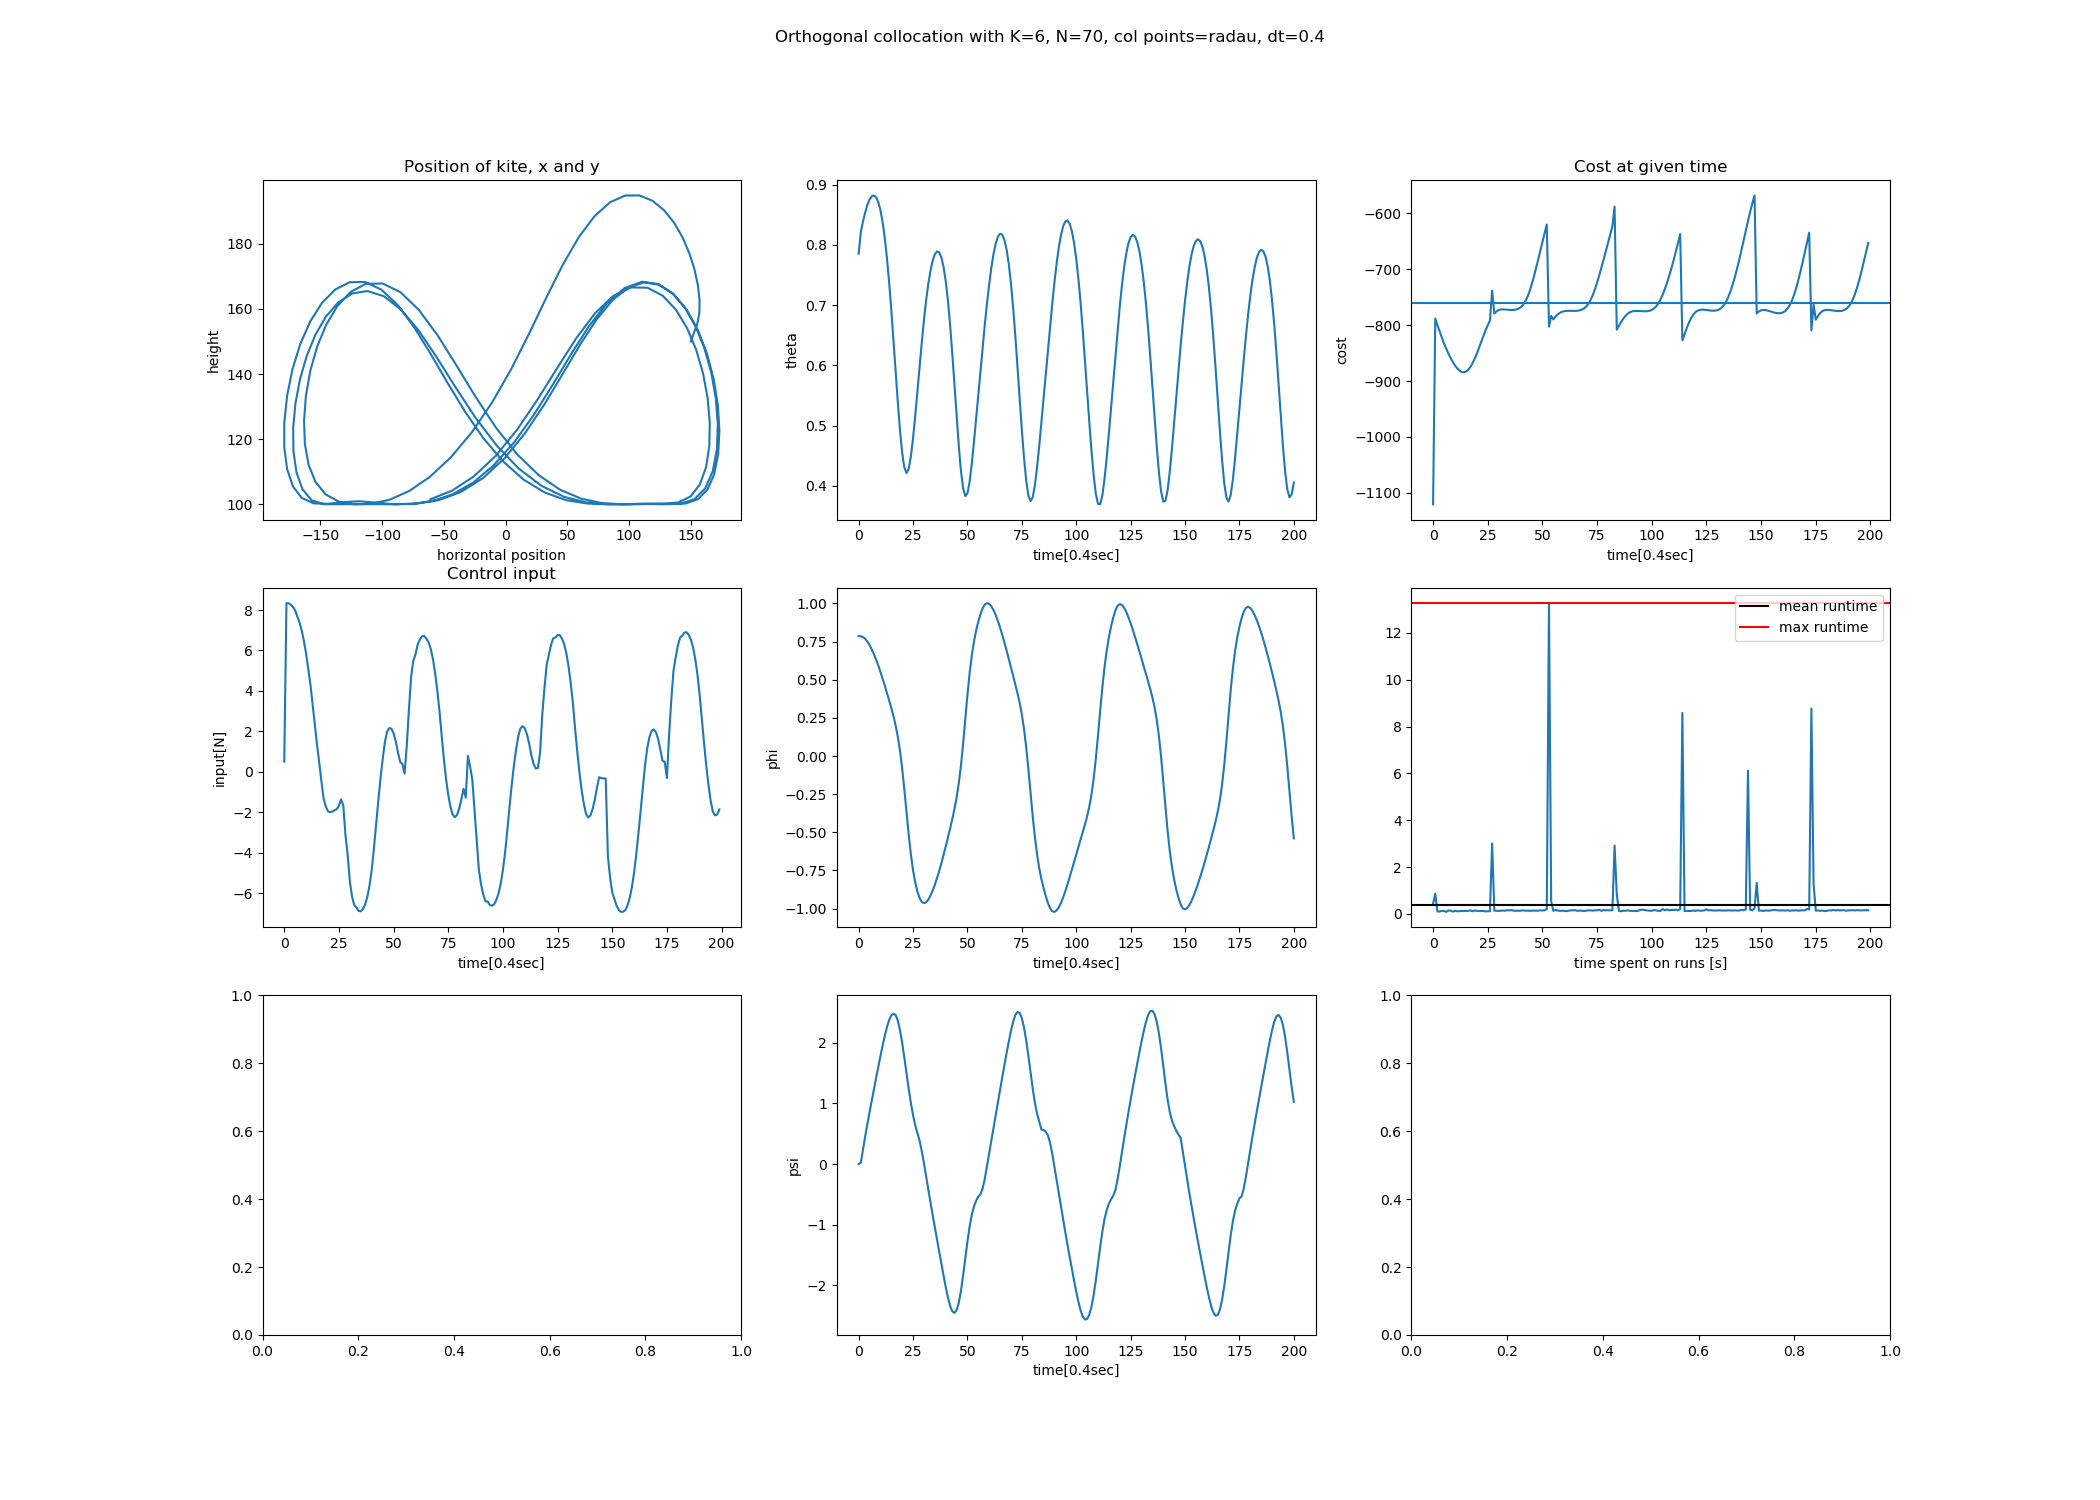 Orthogonal collocation with K=6, N=70, col points=radau, dt=0.4
Position of kite, x and y
height
180
160
140
120
100
−150 −100 −50 0 50 100 150
horizontal position
theta
0.9
0.8
0.7
0.6
0.5
0.4
0 25 50 75 100 125 150 175 200
time[0.4sec]
Cost at given time
cost
−600
−700
−800
−900
−1000
−1100
0 25 50 75 100 125 150 175 200
time[0.4sec]
Control input
input[N]
8
6
4
2
0
−2
−4
−6
0 25 50 75 100 125 150 175 200
time[0.4sec]
phi
1.00
0.75
0.50
0.25
0.00
−0.25
−0.50
−0.75
−1.00
0 25 50 75 100 125 150 175 200
time[0.4sec]
mean runtime
max runtime
12
10
8
6
4
2
0
0 25 50 75 100 125 150 175 200
time spent on runs [s]
1.0
0.8
0.6
0.4
0.2
0.0
0.0 0.2 0.4 0.6 0.8 1.0
psi
2
1
0
−1
−2
0 25 50 75 100 125 150 175 200
time[0.4sec]
1.0
0.8
0.6
0.4
0.2
0.0
0.0 0.2 0.4 0.6 0.8 1.0